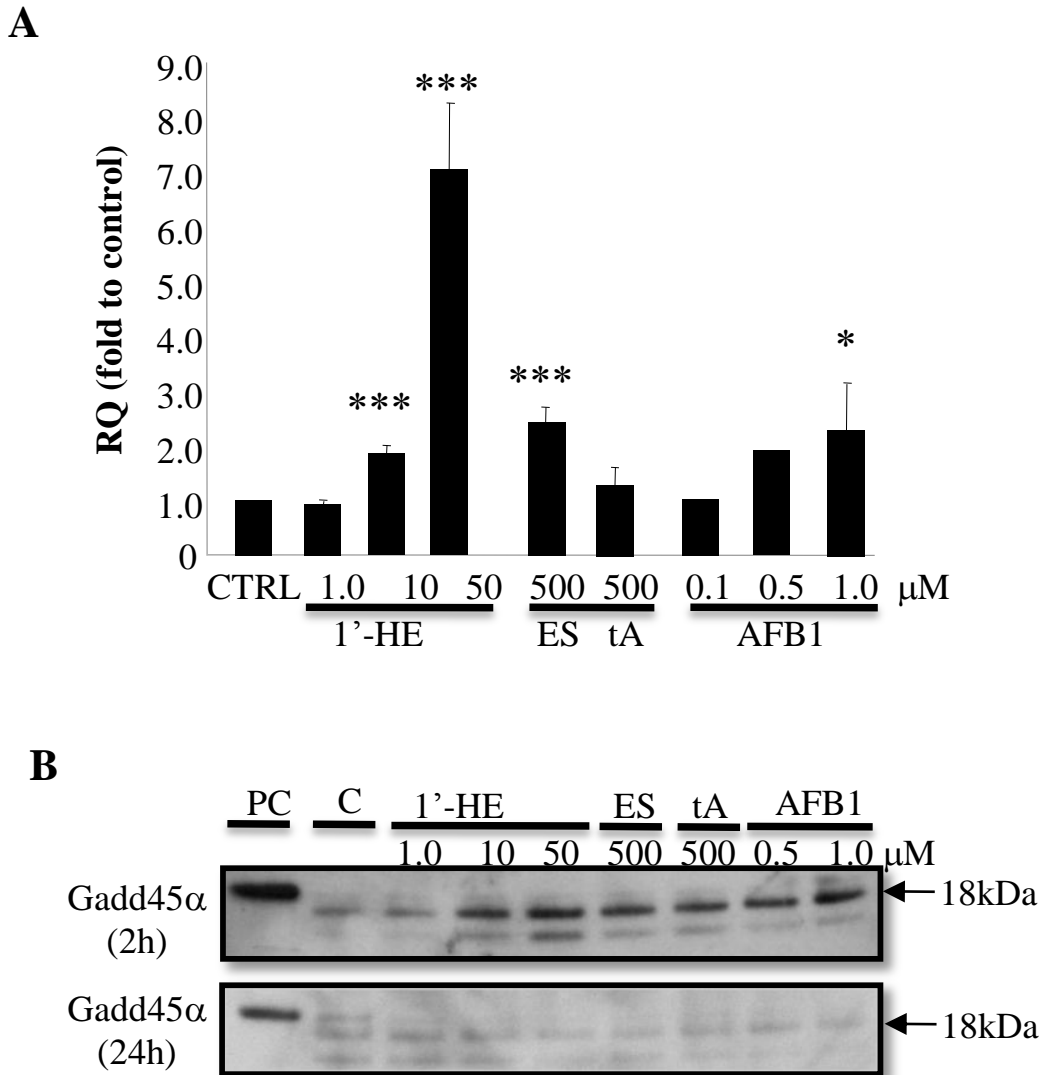 A
RQ (fold to control)
9.0
8.0
7.0
6.0
5.0
4.0
3.0
2.0
1.0
0
***
***
***
*
CTRL 1.0 10 50 500 500 0.1 0.5 1.0 μM
1’-HE ES tA AFB1
B
PC C 1’-HE ES tA AFB1
1.0 10 50 500 500 0.5 1.0 μM
Gadd45α
(2h)
18kDa
Gadd45α
(24h)
18kDa